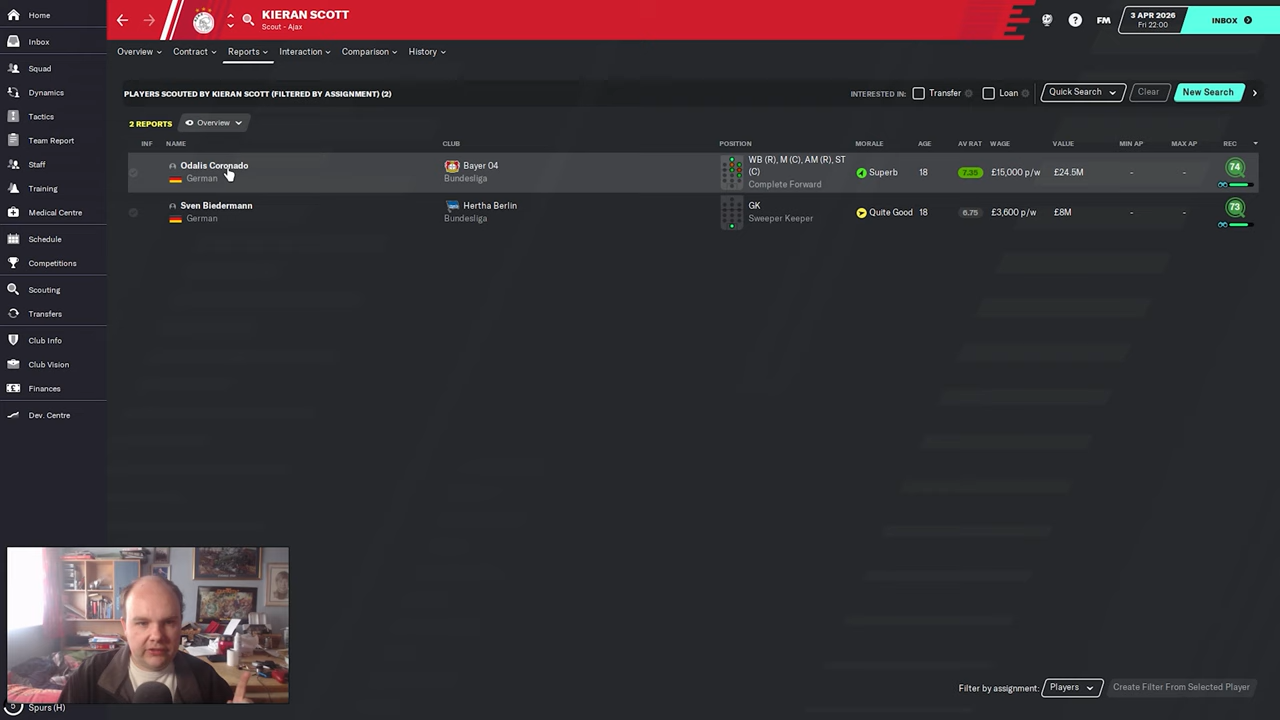 Home
Inbox
Squad
Dynamics
Tactics
Team Report
Staff
Training
Medical Centre
Schedule
Competitions
Scouting
Transfers
Club Info
Club Vision
Finances
Dev. Centre
Spurs (H)
KIERAN SCOTT
Scout - Ajax
FM
3 APR 2026
Fri 22:00
INBOX
Overview
Contract
Reports
Interaction
Comparison
History
PLAYERS SCOUTED BY KIERAN SCOTT (FILTERED BY ASSIGNMENT) (2)
INTERESTED IN: Transfer Loan
Quick Search
Clear
New Search
2 REPORTS
Overview
INF NAME CLUB POSITION MORALE AGE AV RAT WAGE VALUE MIN AP MAX AP REC
Odalis Coronado
German
Bayer 04
Bundesliga
WB (R), M (C), AM (R), ST
(C)
Complete Forward
Superb 18 7.35 £15,000 p/w £24.5M - - 74
Sven Biedermann
German
Hertha Berlin
Bundesliga
GK
Sweeper Keeper
Quite Good 18 6.75 £3,600 p/w £8M - - 73
Filter by assignment: Players
Create Filter From Selected Player